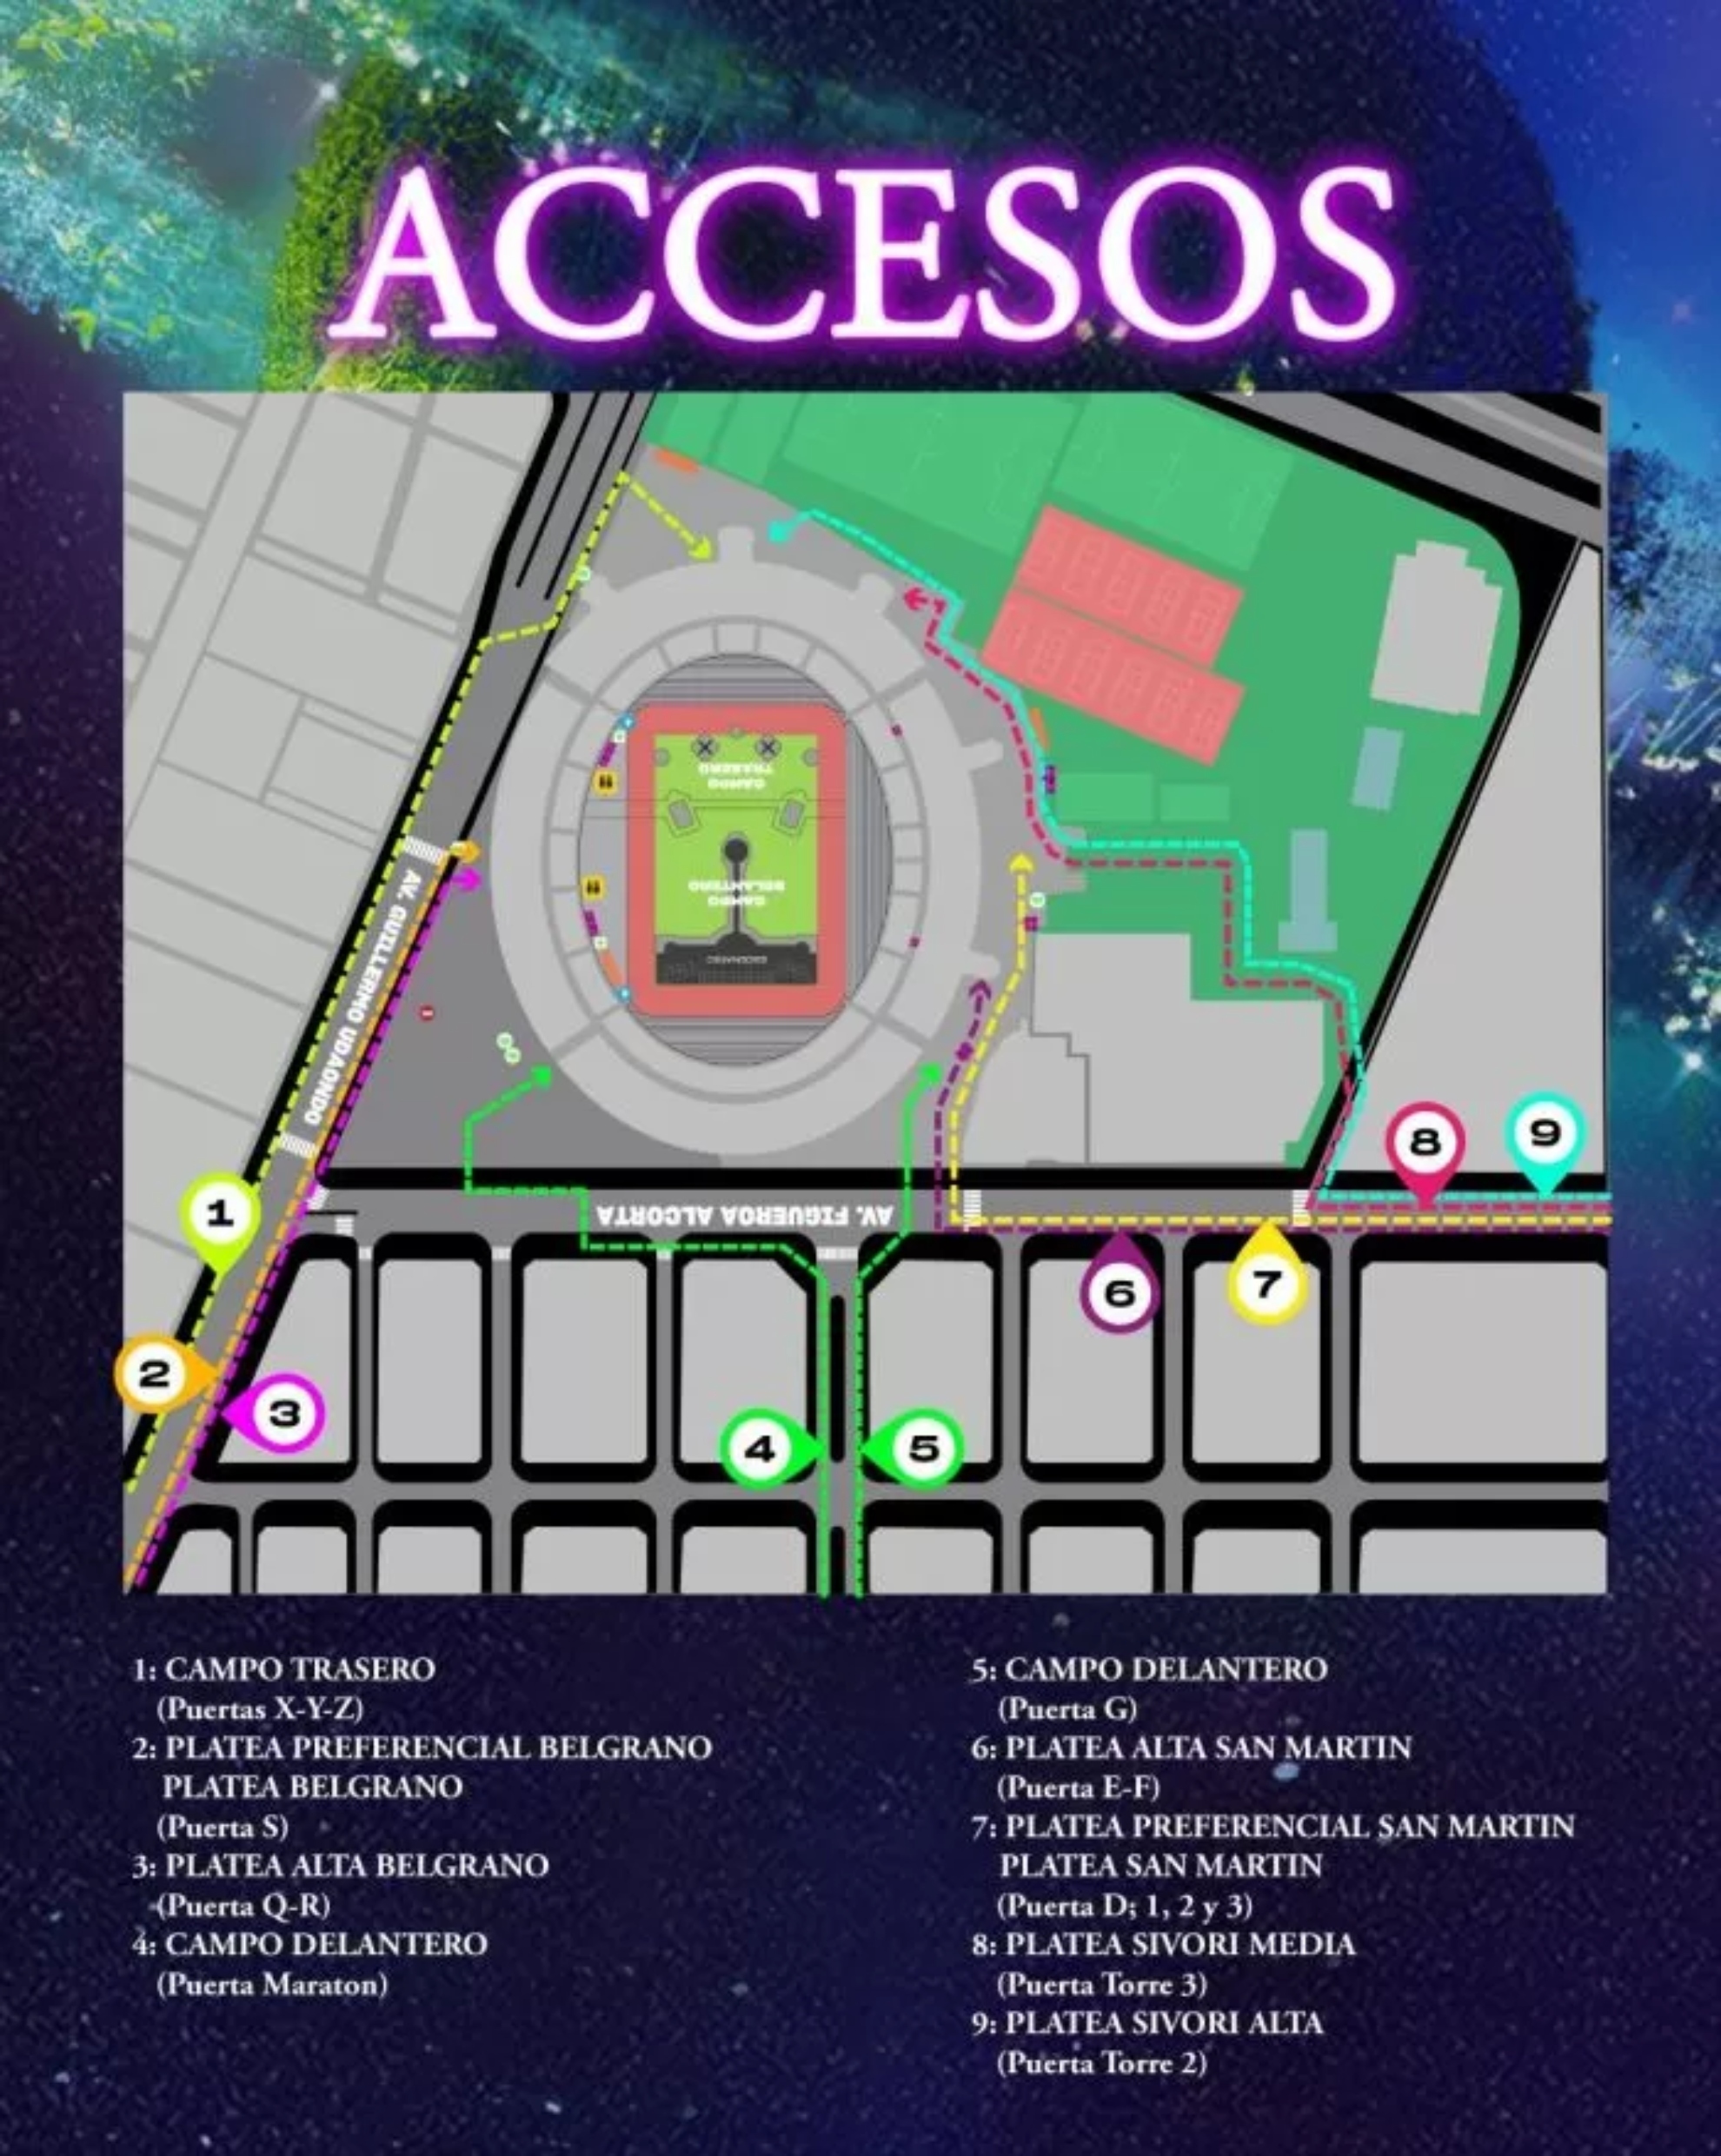 ACCESOS
CAMPO
TRASERO
CAMPO
DELANTERO
ESCENARIO
AV. GUILLERMO UDAONDO
AV. FIGUEROA ALCORTA
1
2
3
4
5
6
7
8
9
1: CAMPO TRASERO
(Puertas X-Y-Z)
2: PLATEA PREFERENCIAL BELGRANO
PLATEA BELGRANO
(Puerta S)
3: PLATEA ALTA BELGRANO
(Puerta Q-R)
4: CAMPO DELANTERO
(Puerta Maraton)
5: CAMPO DELANTERO
(Puerta G)
6: PLATEA ALTA SAN MARTIN
(Puerta E-F)
7: PLATEA PREFERENCIAL SAN MARTIN
PLATEA SAN MARTIN
(Puerta D; 1, 2 y 3)
8: PLATEA SIVORI MEDIA
(Puerta Torre 3)
9: PLATEA SIVORI ALTA
(Puerta Torre 2)